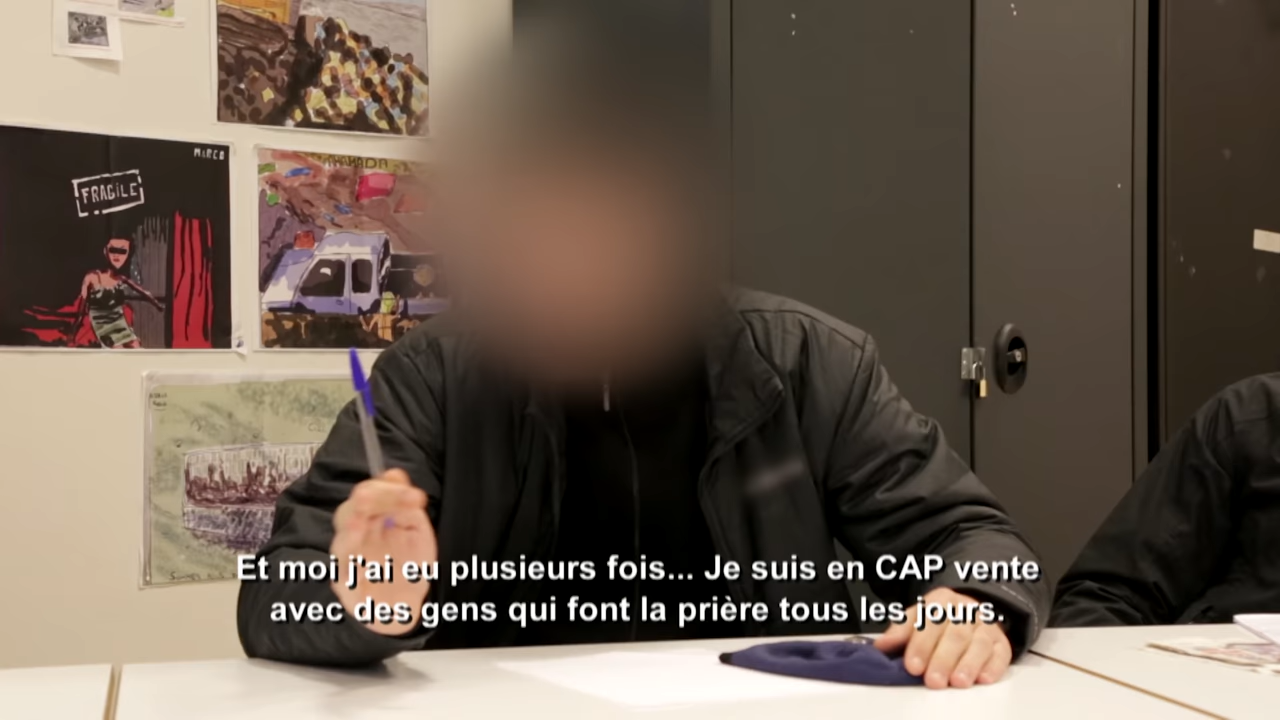 MARCO
FRAGILE
Et moi j'ai eu plusieurs fois... Je suis en CAP vente
avec des gens qui font la prière tous les jours.